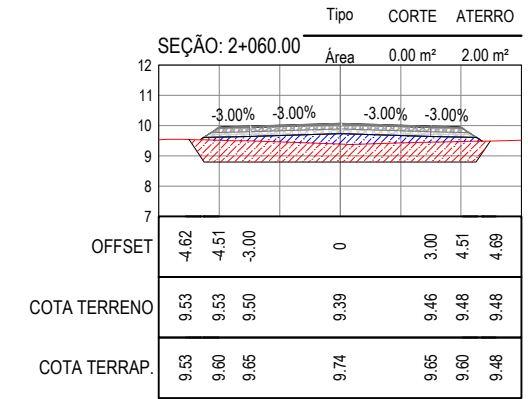 Tipo CORTE ATERRO
SEÇÃO: 2+060.00 Área 0.00 m² 2.00 m²
12
11
-3.00% -3.00% -3.00% -3.00%
10
9
8
7
OFFSET -4.62 -4.51 -3.00 0 3.00 4.51 4.69
COTA TERRENO 9.53 9.53 9.50 9.39 9.46 9.48 9.48
COTA TERRAP. 9.53 9.60 9.65 9.74 9.65 9.60 9.48